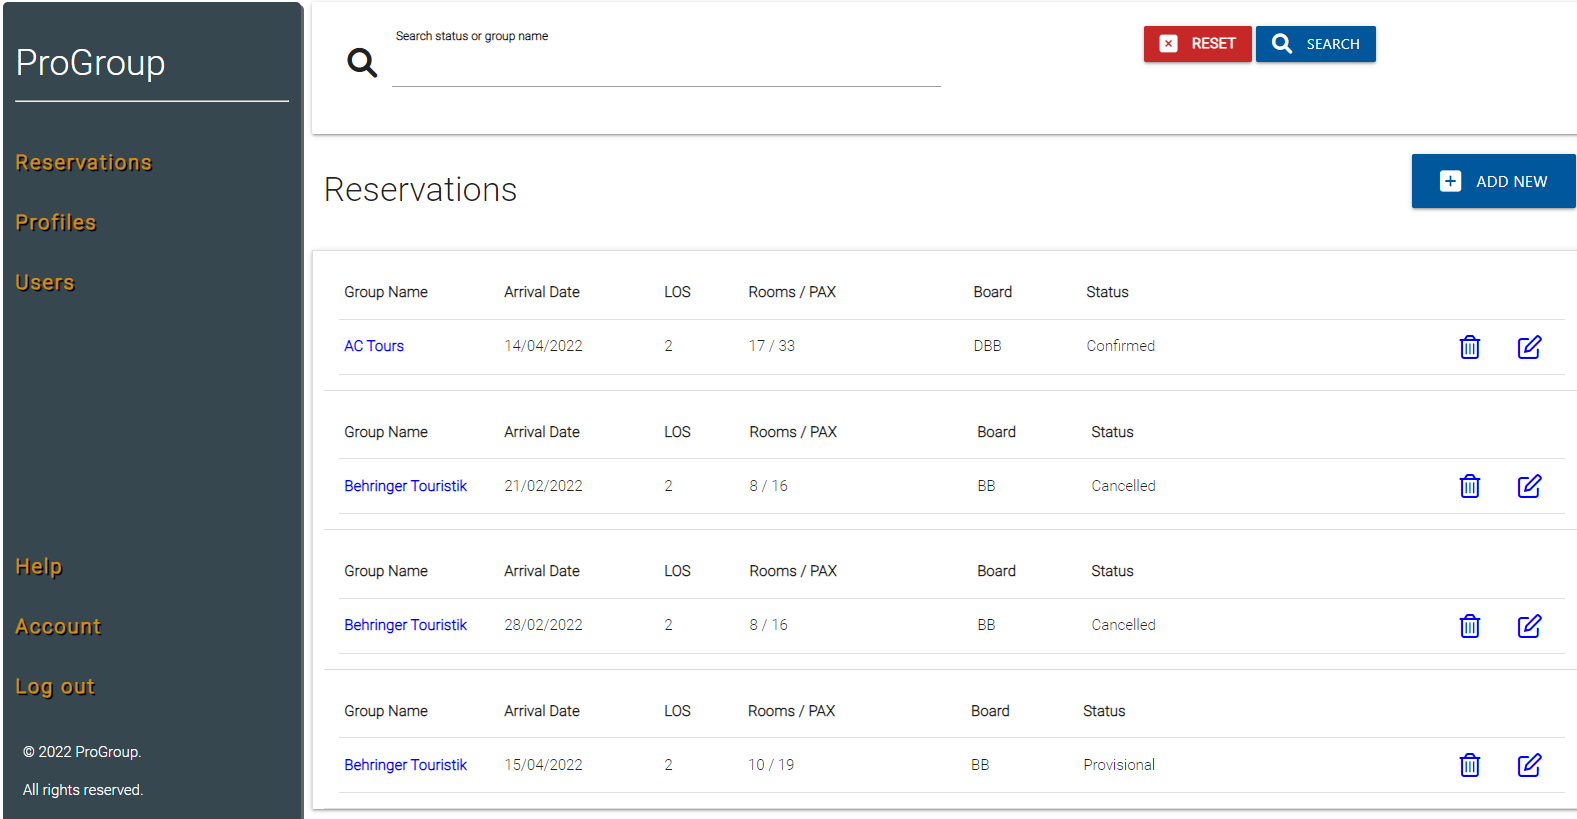 ProGroup
Reservations
Profiles
Users
Help
Account
Log out
© 2022 ProGroup.
All rights reserved.
Search status or group name
RESET
SEARCH
Reservations
ADD NEW
Group Name Arrival Date LOS Rooms / PAX Board Status
AC Tours 14/04/2022 2 17 / 33 DBB Confirmed
Group Name Arrival Date LOS Rooms / PAX Board Status
Behringer Touristik 21/02/2022 2 8 / 16 BB Cancelled
Group Name Arrival Date LOS Rooms / PAX Board Status
Behringer Touristik 28/02/2022 2 8 / 16 BB Cancelled
Group Name Arrival Date LOS Rooms / PAX Board Status
Behringer Touristik 15/04/2022 2 10 / 19 BB Provisional